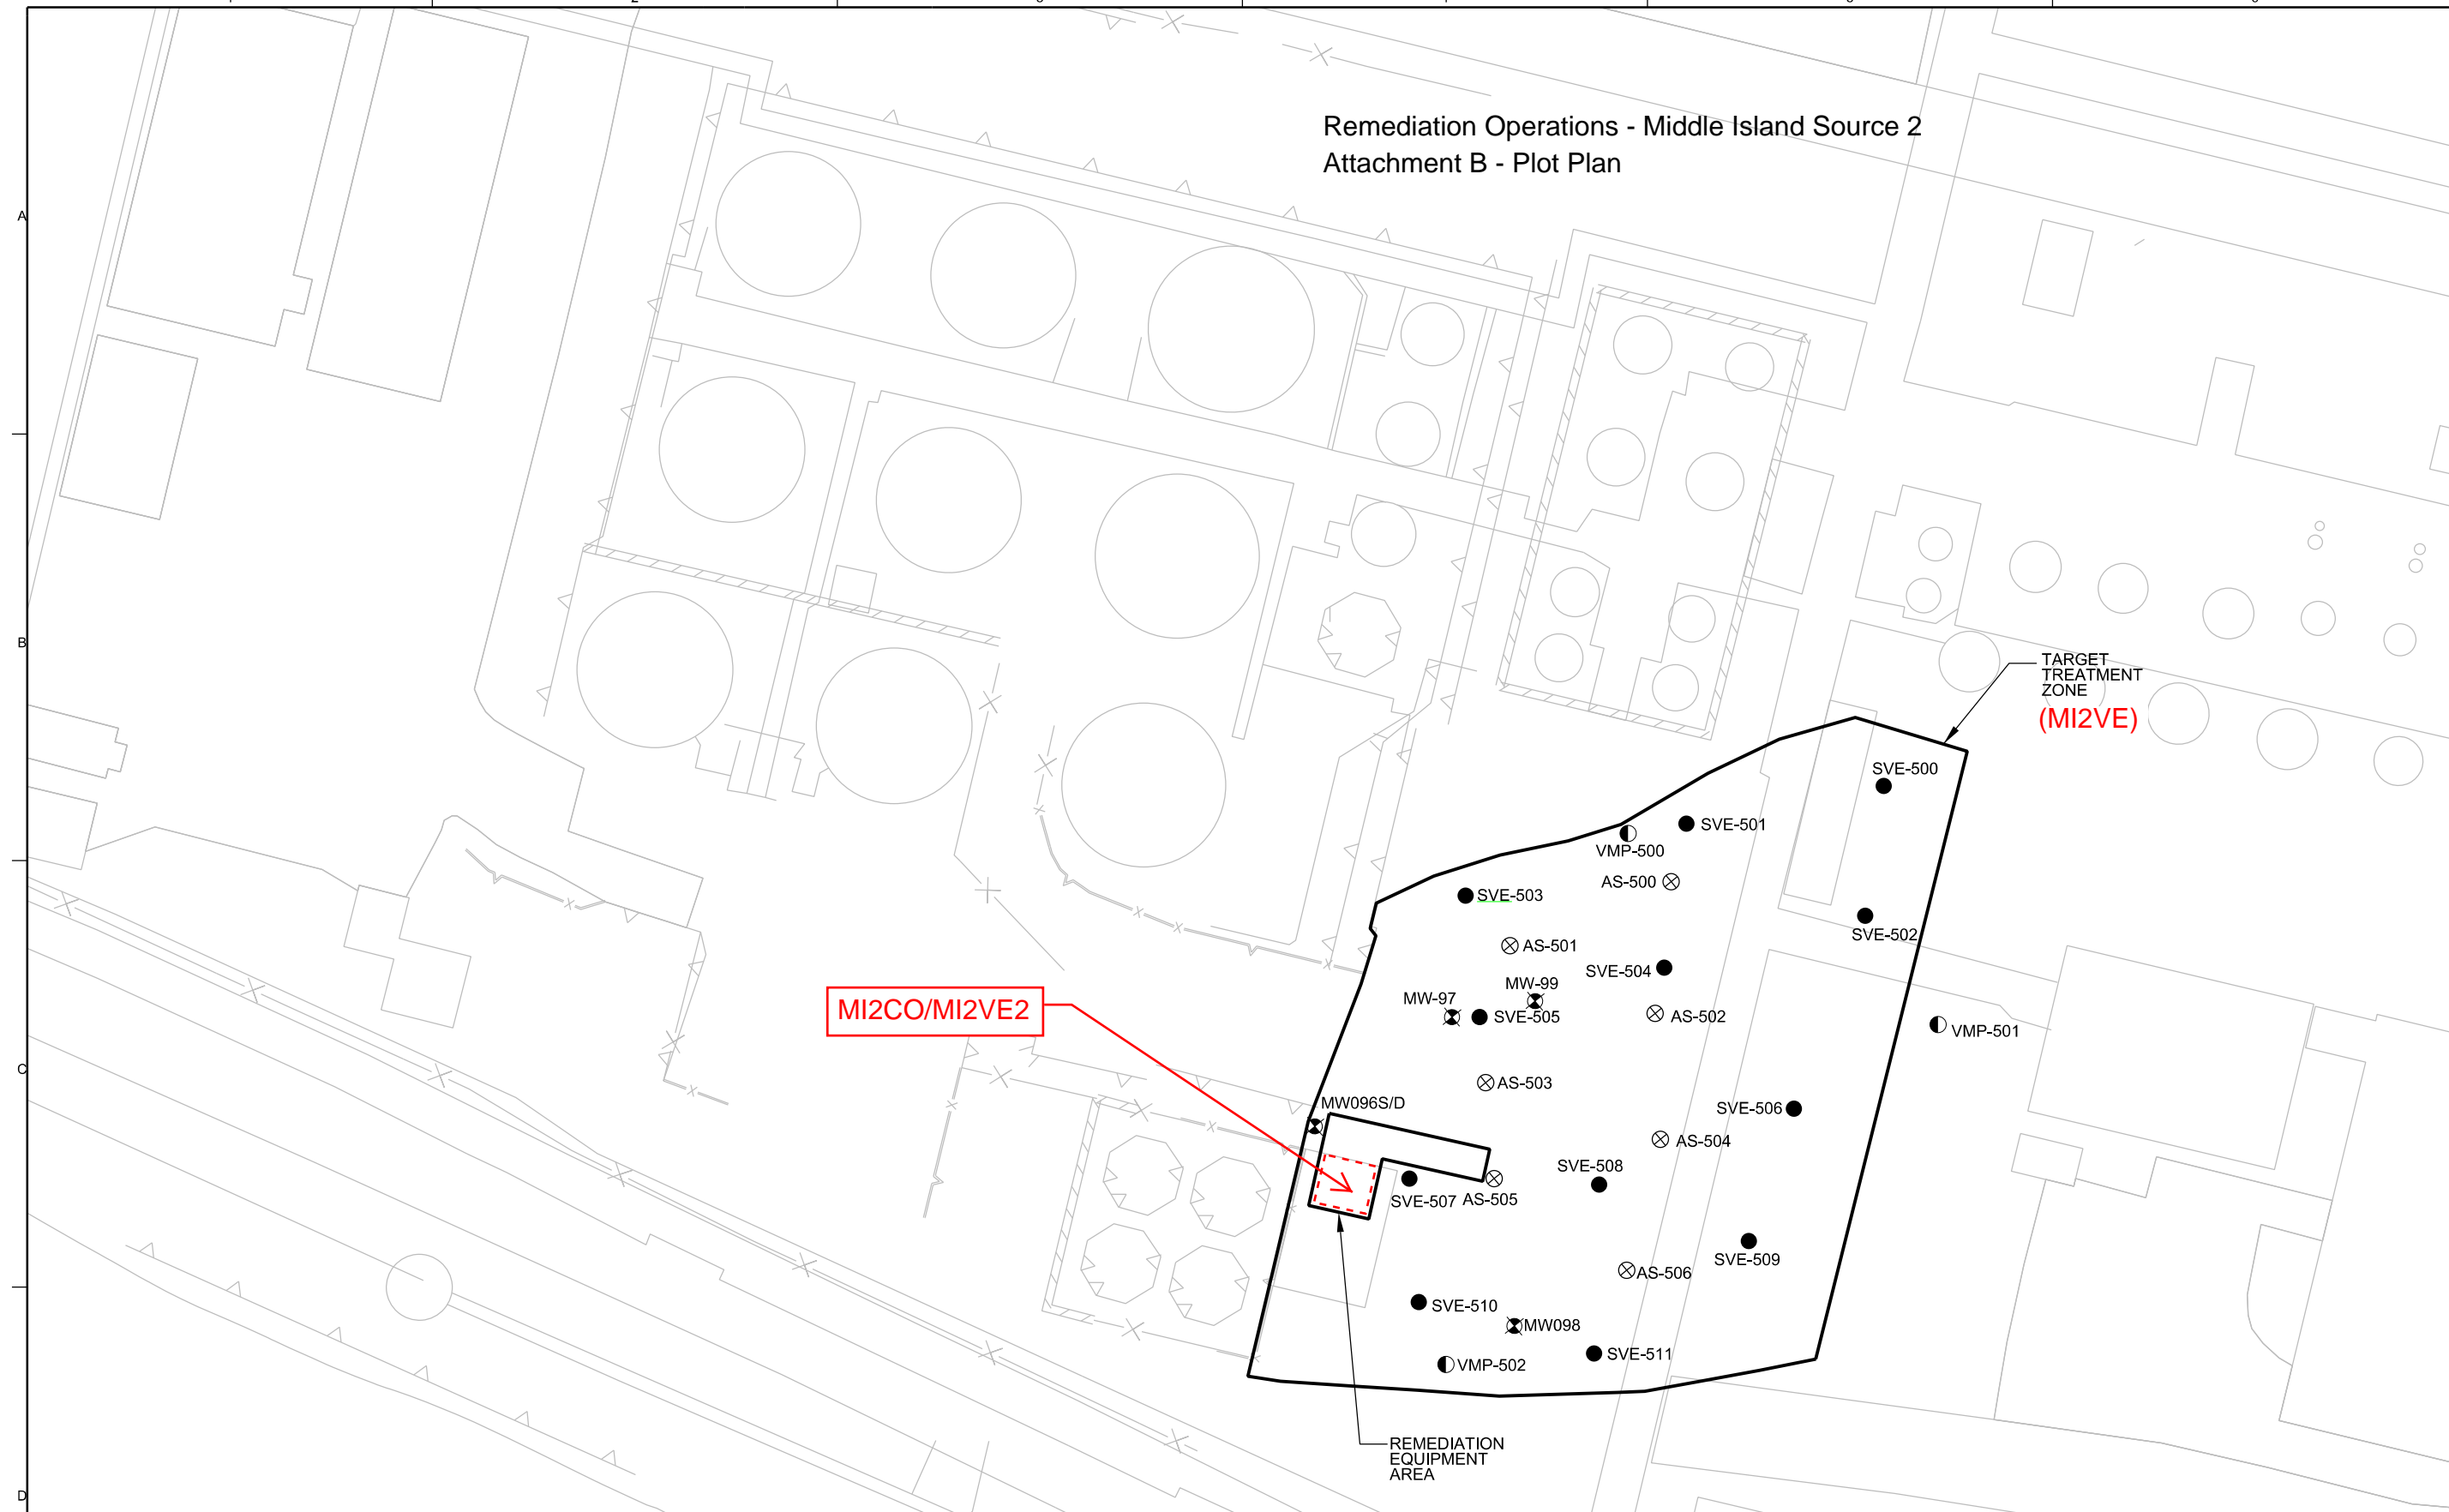 Remediation Operations - Middle Island Source 2
Attachment B - Plot Plan
A
B
TARGET
TREATMENT
ZONE
(MI2VE)
SVE-500
SVE-501
VMP-500
AS-500
SVE-503
SVE-502
AS-501
SVE-504
MW-99
MW-97
SVE-505
AS-502
VMP-501
MI2CO/MI2VE2
C
AS-503
MW096S/D
SVE-506
AS-504
SVE-508
SVE-507
AS-505
SVE-509
AS-506
SVE-510
MW098
SVE-511
VMP-502
REMEDIATION
EQUIPMENT
AREA
D